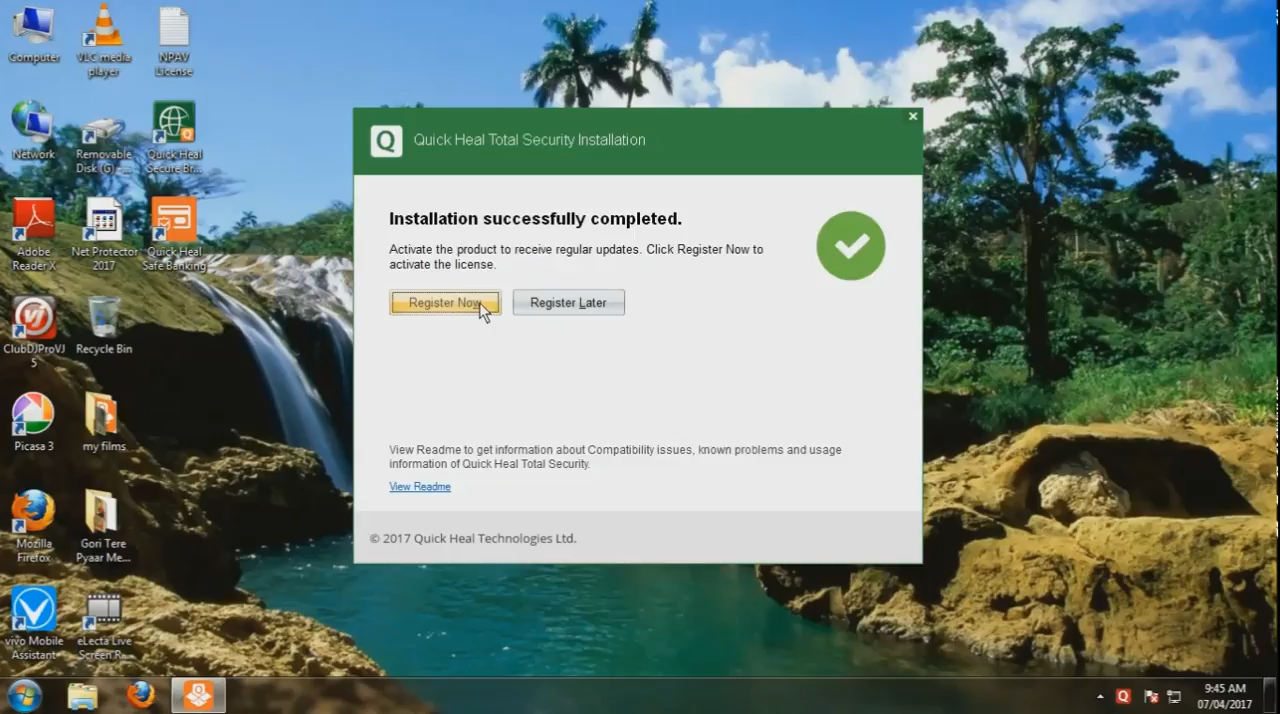 Computer
VLC media
player
NPAV
License
Network
Removable
Disk (G) -...
Quick Heal
Secure Br...
Adobe
Reader X
Net Protector
2017
Quick Heal
Safe Banking
ClubDJProVJ
5
Recycle Bin
Picasa 3
my films
Mozilla
Firefox
Gori Tere
Pyaar Me...
vivo Mobile
Assistant
eLecta Live
Screen R...
Q Quick Heal Total Security Installation
Installation successfully completed.
Activate the product to receive regular updates. Click Register Now to
activate the license.
Register Now Register Later
View Readme to get information about Compatibility issues, known problems and usage
information of Quick Heal Total Security.
View Readme
© 2017 Quick Heal Technologies Ltd.
9:45 AM
07/04/2017